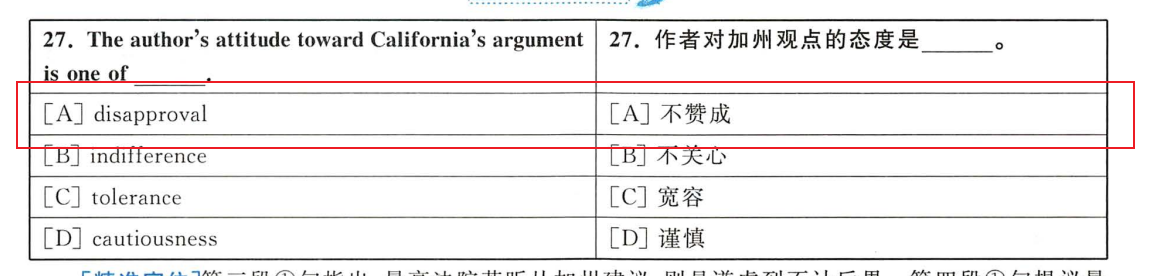 27. The author's attitude toward California's argument
is one of ______.
27. 作者对加州观点的态度是______。
[A] disapproval
[A] 不赞成
[B] indifference
[B] 不关心
[C] tolerance
[C] 宽容
[D] cautiousness
[D] 谨慎